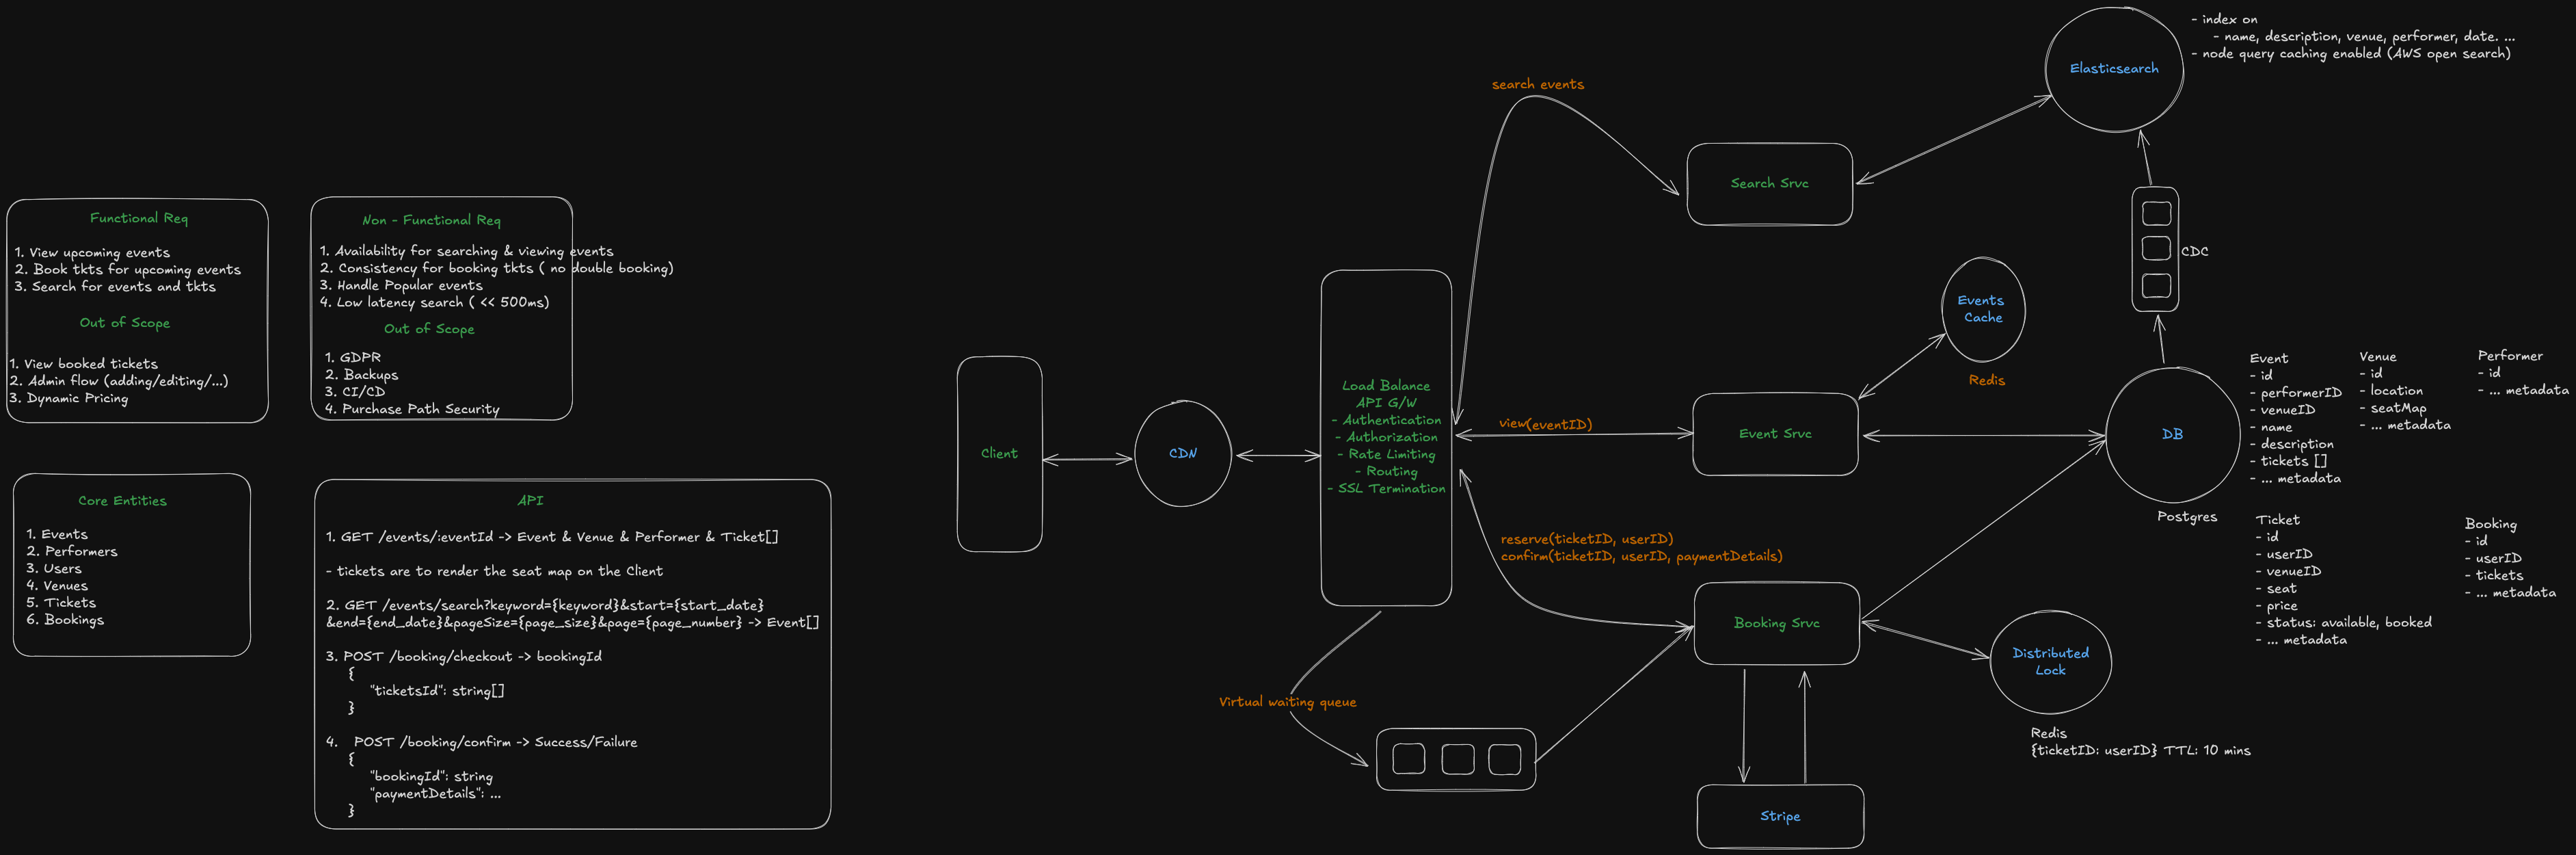 Functional Req
1. View upcoming events
2. Book tkts for upcoming events
3. Search for events and tkts
Out of Scope
1. View booked tickets
2. Admin flow (adding/editing/...)
3. Dynamic Pricing
Non - Functional Req
1. Availability for searching & viewing events
2. Consistency for booking tkts ( no double booking)
3. Handle Popular events
4. Low latency search ( << 500ms)
Out of Scope
1. GDPR
2. Backups
3. CI/CD
4. Purchase Path Security
Core Entities
1. Events
2. Performers
3. Users
4. Venues
5. Tickets
6. Bookings
API
1. GET /events/:eventId -> Event & Venue & Performer & Ticket[]
- tickets are to render the seat map on the Client
2. GET /events/search?keyword={keyword}&start={start_date}
&end={end_date}&pageSize={page_size}&page={page_number} -> Event[]
3. POST /booking/checkout -> bookingId
{
"ticketsId": string[]
}
4. POST /booking/confirm -> Success/Failure
{
"bookingId": string
"paymentDetails": ...
}
Client
CDN
Load Balance
API G/W
- Authentication
- Authorization
- Rate Limiting
- Routing
- SSL Termination
search events
view(eventID)
reserve(ticketID, userID)
confirm(ticketID, userID, paymentDetails)
Virtual waiting queue
Search Srvc
Event Srvc
Booking Srvc
Stripe
Elasticsearch
- index on
- name, description, venue, performer, date. ...
- node query caching enabled (AWS open search)
CDC
Events
Cache
Redis
DB
Postgres
Event
- id
- performerID
- venueID
- name
- description
- tickets []
- ... metadata
Venue
- id
- location
- seatMap
- ... metadata
Performer
- id
- ... metadata
Ticket
- id
- userID
- venueID
- seat
- price
- status: available, booked
- ... metadata
Booking
- id
- userID
- tickets
- ... metadata
Distributed
Lock
Redis
{ticketID: userID} TTL: 10 mins